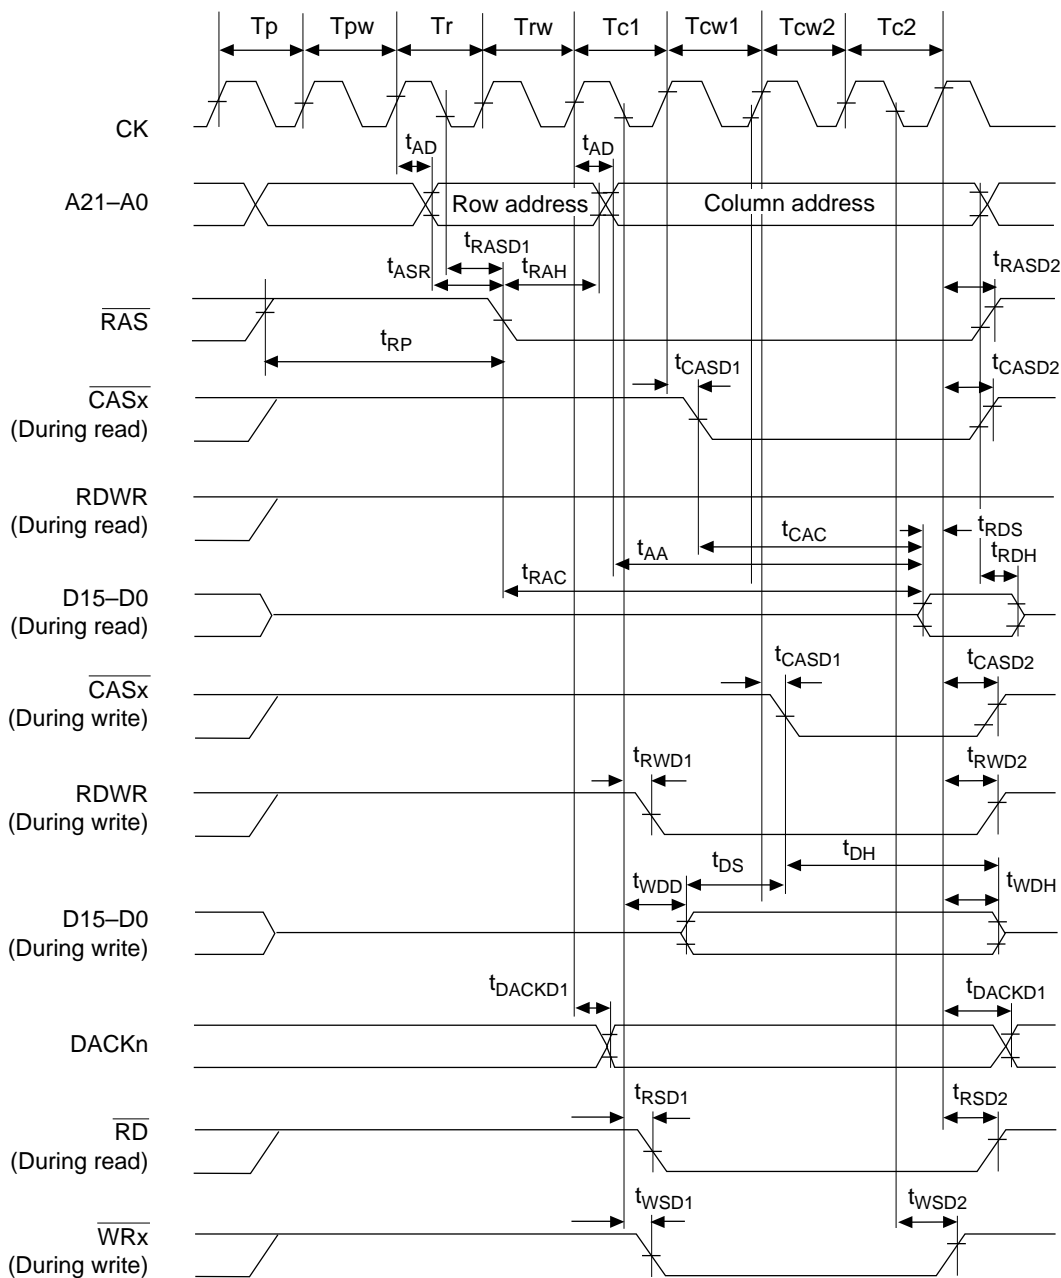 Tp Tpw Tr Trw Tc1 Tcw1 Tcw2 Tc2
CK
tAD tAD
A21–A0 Row address Column address
tRASD1
tASR tRAH tRASD2
RAS
tRP
tCASD1 tCASD2
CASx
(During read)
RDWR
(During read)
tCAC tRDS
tAA tRDH
tRAC
D15–D0
(During read)
tCASD1 tCASD2
CASx
(During write)
tRWD1 tRWD2
RDWR
(During write)
tDS tDH
tWDD tWDH
D15–D0
(During write)
tDACKD1 tDACKD1
DACKn
tRSD1 tRSD2
RD
(During read)
tWSD1 tWSD2
WRx
(During write)